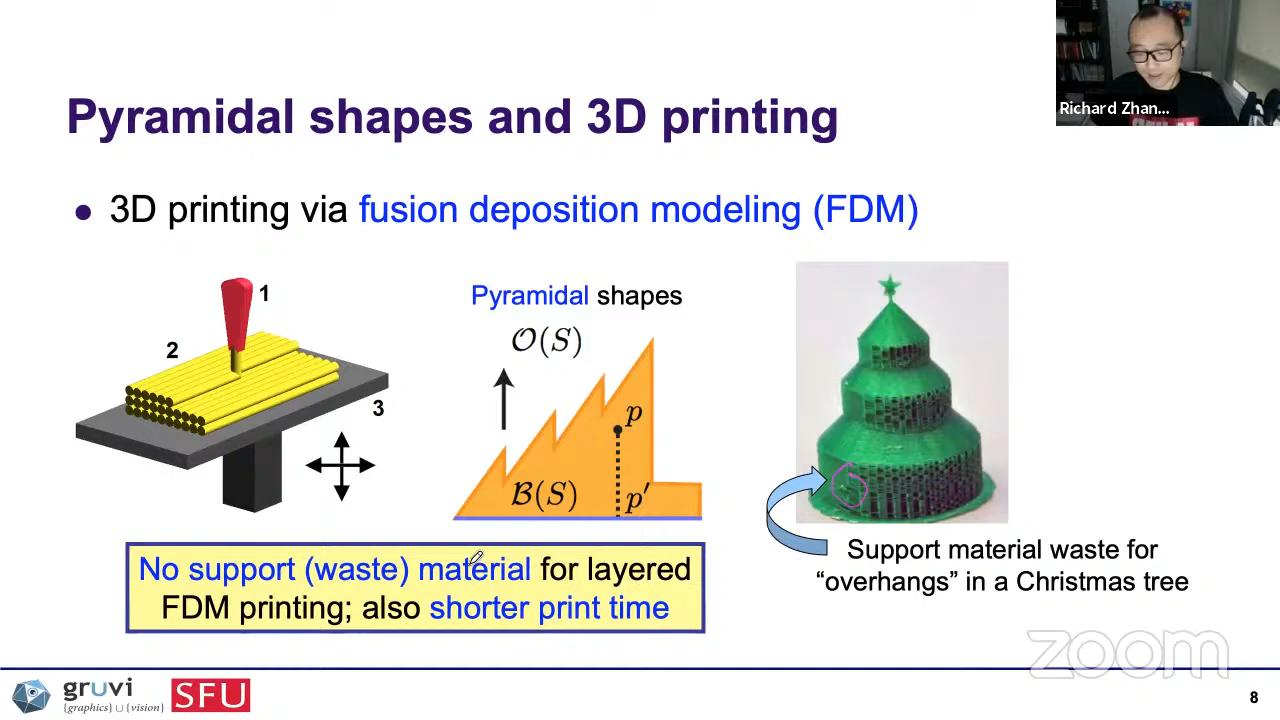 Richard Zhan...
Pyramidal shapes and 3D printing
• 3D printing via fusion deposition modeling (FDM)
1
2
3
Pyramidal shapes
𝒪(S)
p
ℬ(S)
p′
No support (waste) material for layered
FDM printing; also shorter print time
Support material waste for
“overhangs” in a Christmas tree
zoom
gruvi
{graphics} ∪ {vision}
SFU
8